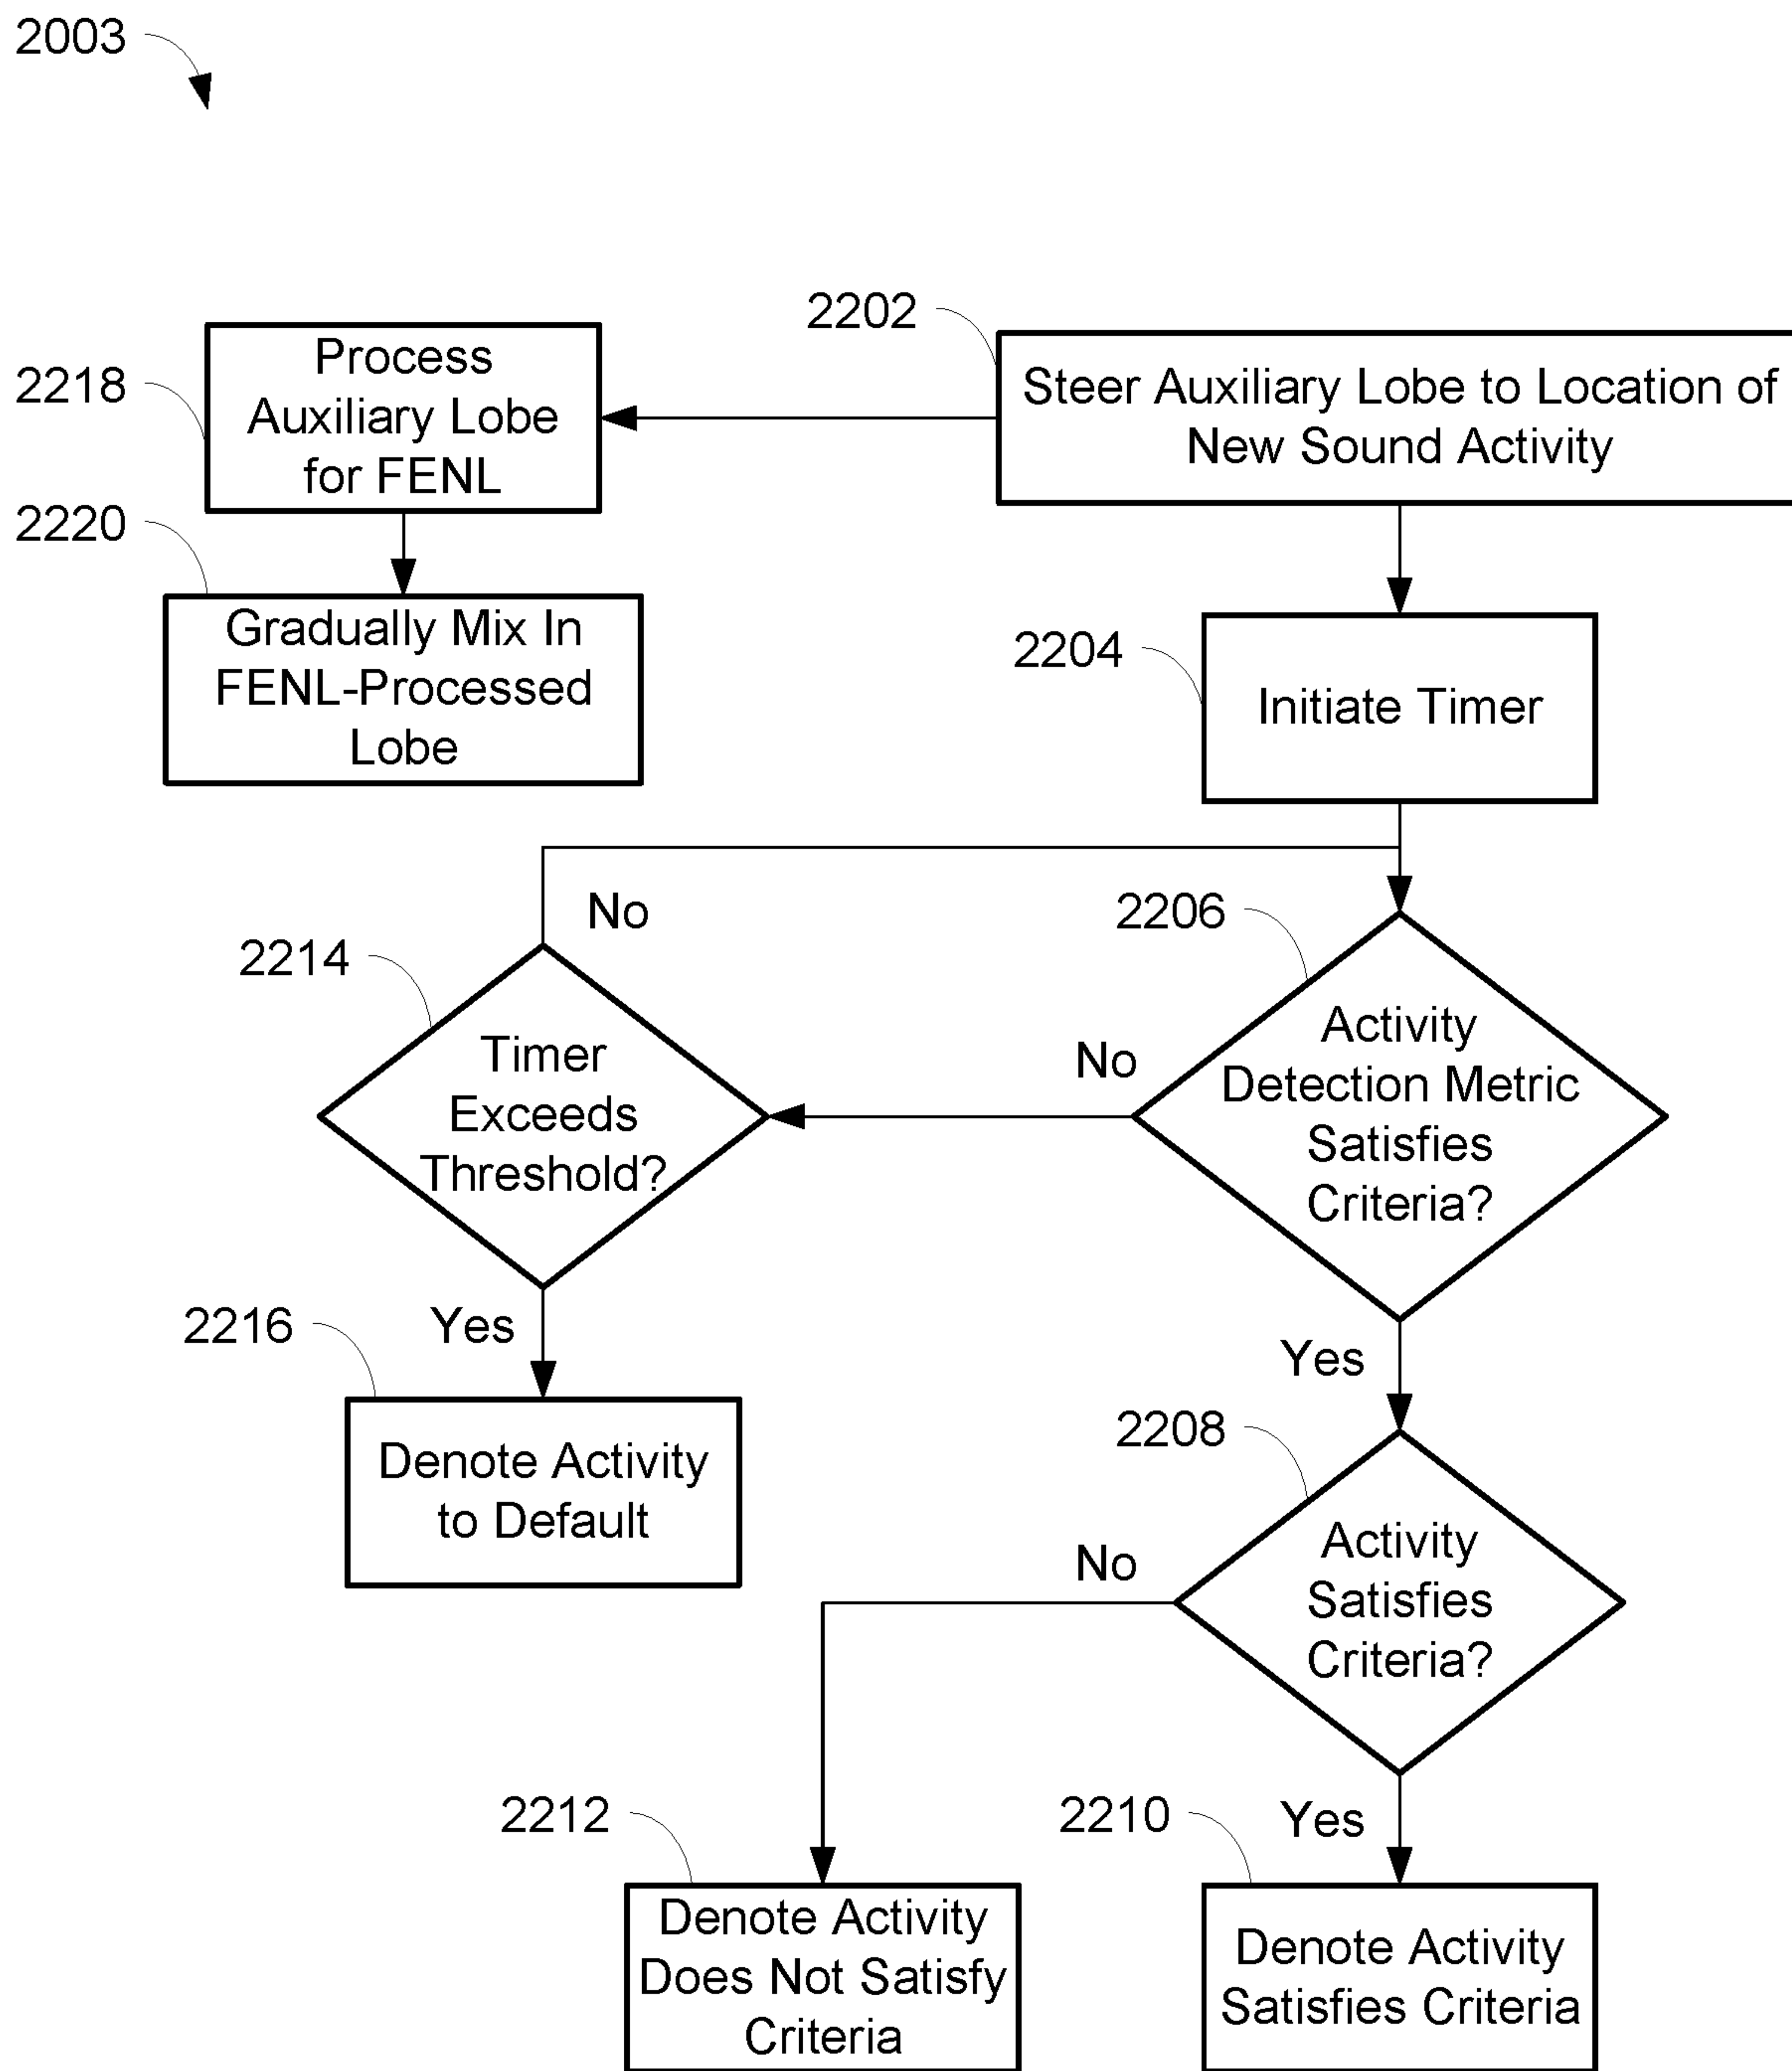 2003
2202
Steer Auxiliary Lobe to Location of
New Sound Activity
2218
Process
Auxiliary Lobe
for FENL
2220
Gradually Mix In
FENL-Processed
Lobe
2204
Initiate Timer
No
2206
Activity
Detection Metric
Satisfies
Criteria?
No
2214
Timer
Exceeds
Threshold?
Yes
2216
Denote Activity
to Default
Yes
2208
Activity
Satisfies
Criteria?
No
2212
Denote Activity
Does Not Satisfy
Criteria
2210
Yes
Denote Activity
Satisfies Criteria